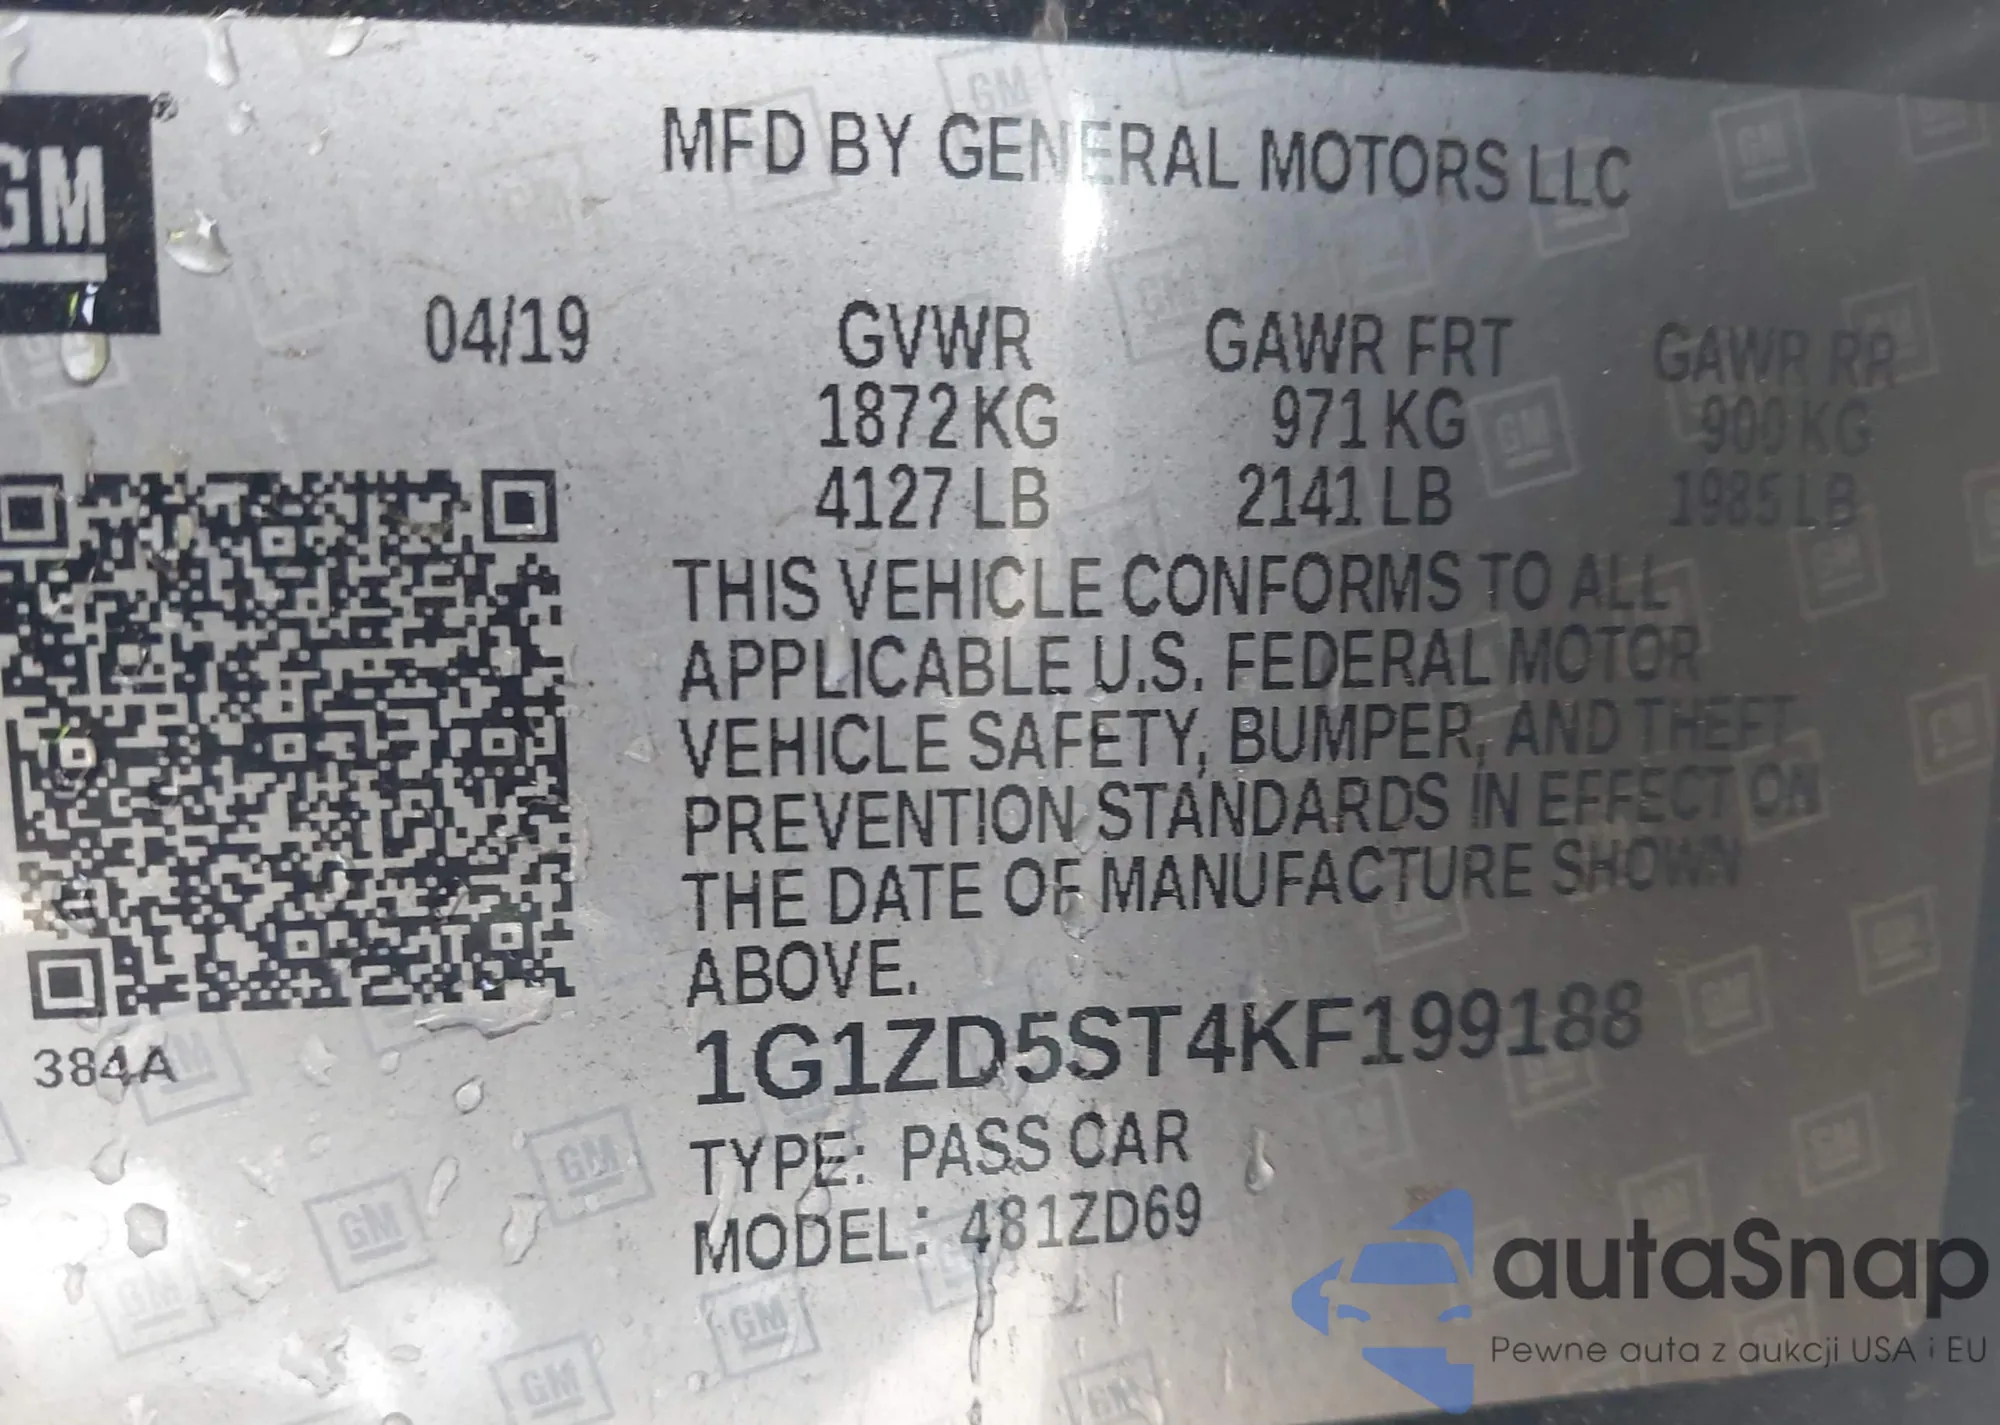 GM®
MFD BY GENERAL MOTORS LLC
04/19 GVWR GAWR FRT GAWR RR
1872 KG 971 KG 900 KG
4127 LB 2141 LB 1985 LB
THIS VEHICLE CONFORMS TO ALL
APPLICABLE U.S. FEDERAL MOTOR
VEHICLE SAFETY, BUMPER, AND THEFT
PREVENTION STANDARDS IN EFFECT ON
THE DATE OF MANUFACTURE SHOWN
ABOVE.
1G1ZD5ST4KF199188
384A
TYPE: PASS CAR
MODEL: 481ZD69
autaSnap
Pewne auta z aukcji USA i EU